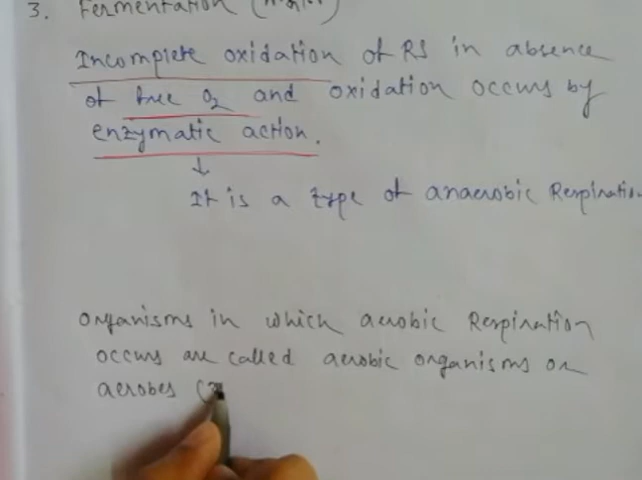 3. Fermentation
Incomplete oxidation of RS in absence
of free O2 and oxidation occurs by
enzymatic action.
↓
It is a type of anaerobic Respiration
Organisms in which aerobic Respiration
occurs are called aerobic organisms or
aerobes (